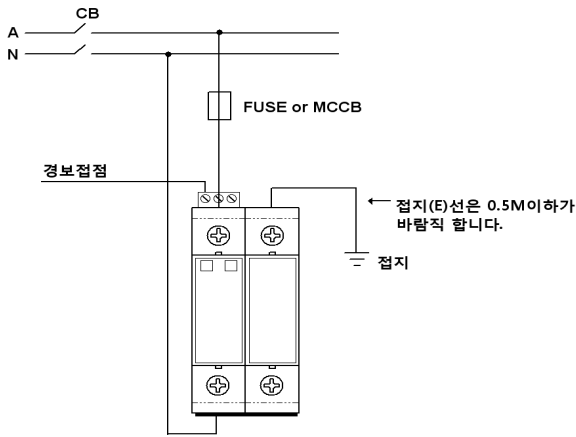 CB
A
N
FUSE or MCCB
경보접점
접지(E)선은 0.5M이하가
바람직 합니다.
접지